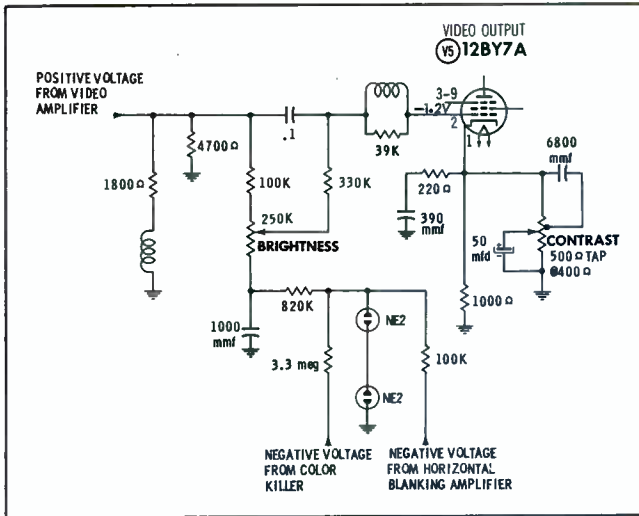 VIDEO OUTPUT
V5 12BY7A
POSITIVE VOLTAGE
FROM VIDEO
AMPLIFIER
3-9
-1.2V
2
1
.1
4700Ω
39K
6800
mmf
1800Ω
100K
330K
220Ω
250K
BRIGHTNESS
390
mmf
50
mfd
CONTRAST
500Ω TAP
@400Ω
820K
1000Ω
1000
mmf
NE2
3.3 meg
100K
NE2
NEGATIVE VOLTAGE
FROM COLOR
KILLER
NEGATIVE VOLTAGE
FROM HORIZONTAL
BLANKING AMPLIFIER